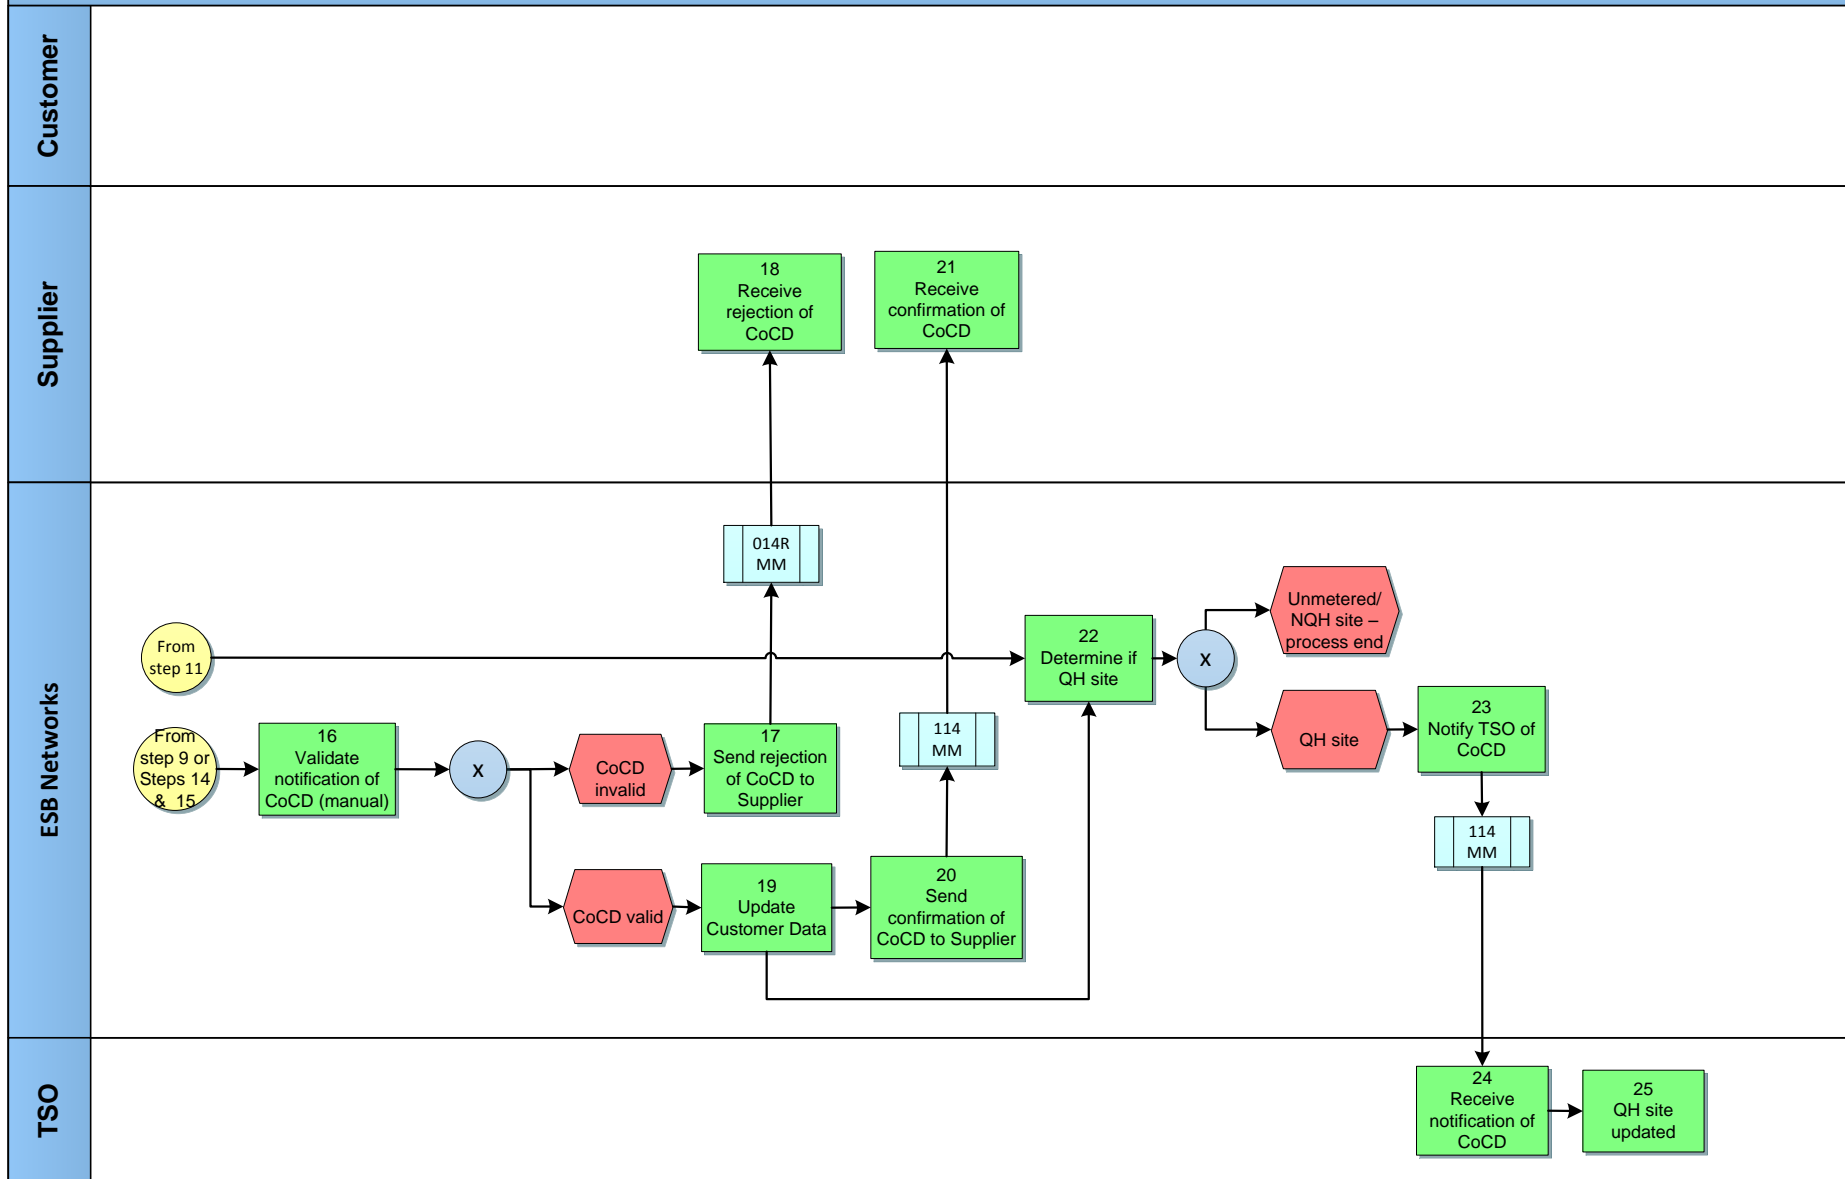 Customer
Supplier
18
Receive
rejection of
CoCD
21
Receive
confirmation of
CoCD
ESB Networks
014R
MM
From
step 11
22
Determine if
QH site
X
Unmetered/
NQH site –
process end
QH site
23
Notify TSO of
CoCD
114
MM
From
step 9 or
Steps 14
& 15
16
Validate
notification of
CoCD (manual)
X
CoCD
invalid
17
Send rejection
of CoCD to
Supplier
114
MM
CoCD valid
19
Update
Customer Data
20
Send
confirmation of
CoCD to Supplier
TSO
24
Receive
notification of
CoCD
25
QH site
updated